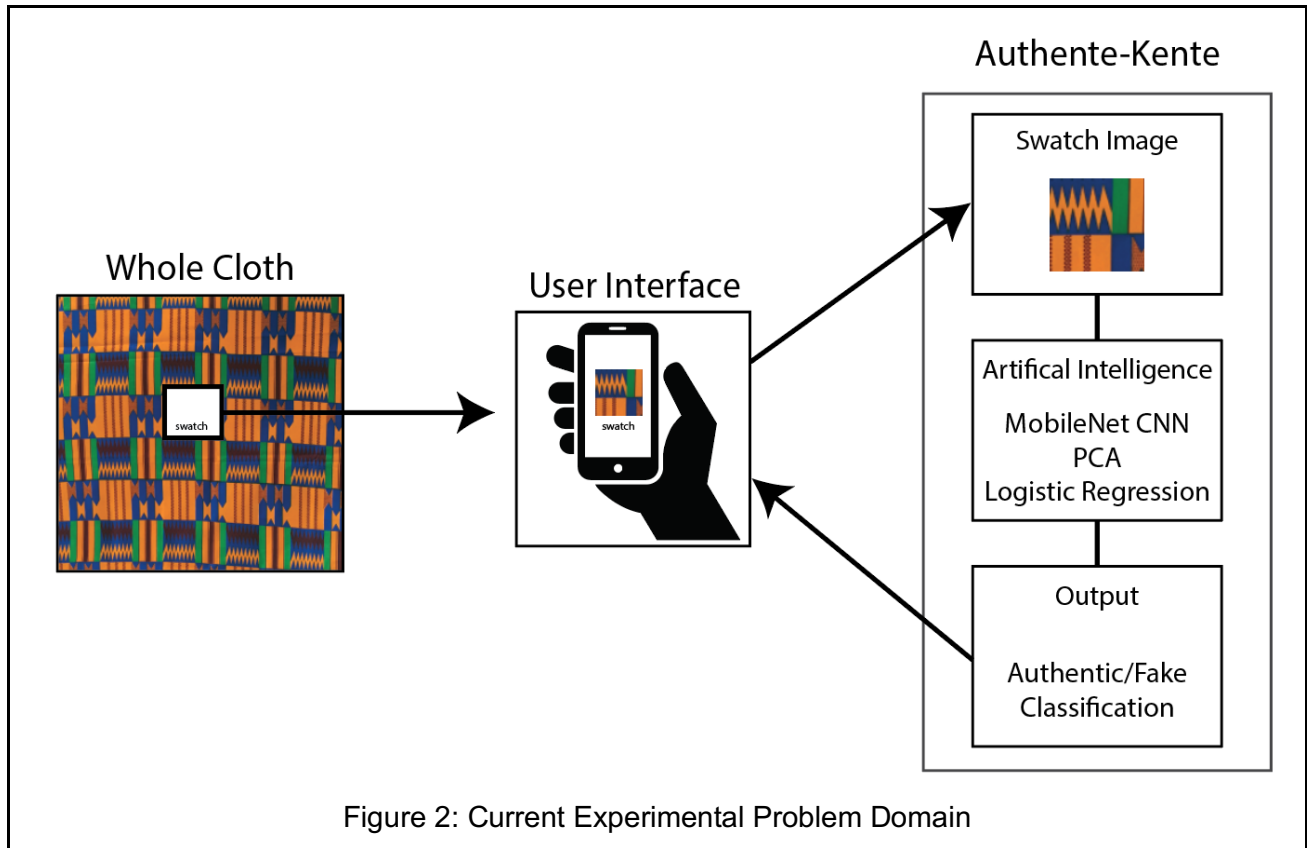 Authente-Kente
Swatch Image
Whole Cloth
swatch
User Interface
swatch
Artifical Intelligence
MobileNet CNN
PCA
Logistic Regression
Output
Authentic/Fake
Classification
Figure 2: Current Experimental Problem Domain